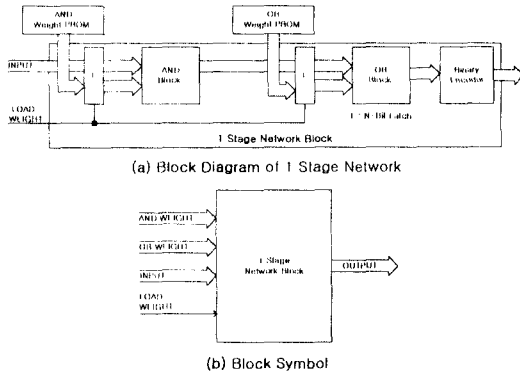 AND
Weight PROM
OR
Weight PROM
INPUT
L
AND
Block
L
OR
Block
Binary
Encoder
LOAD
WEIGHT
L : N-Bit Latch
1 Stage Network Block
(a) Block Diagram of 1 Stage Network
AND WEIGHT
OR WEIGHT
INPUT
LOAD
WEIGHT
1 Stage
Network Block
OUTPUT
(b) Block Symbol